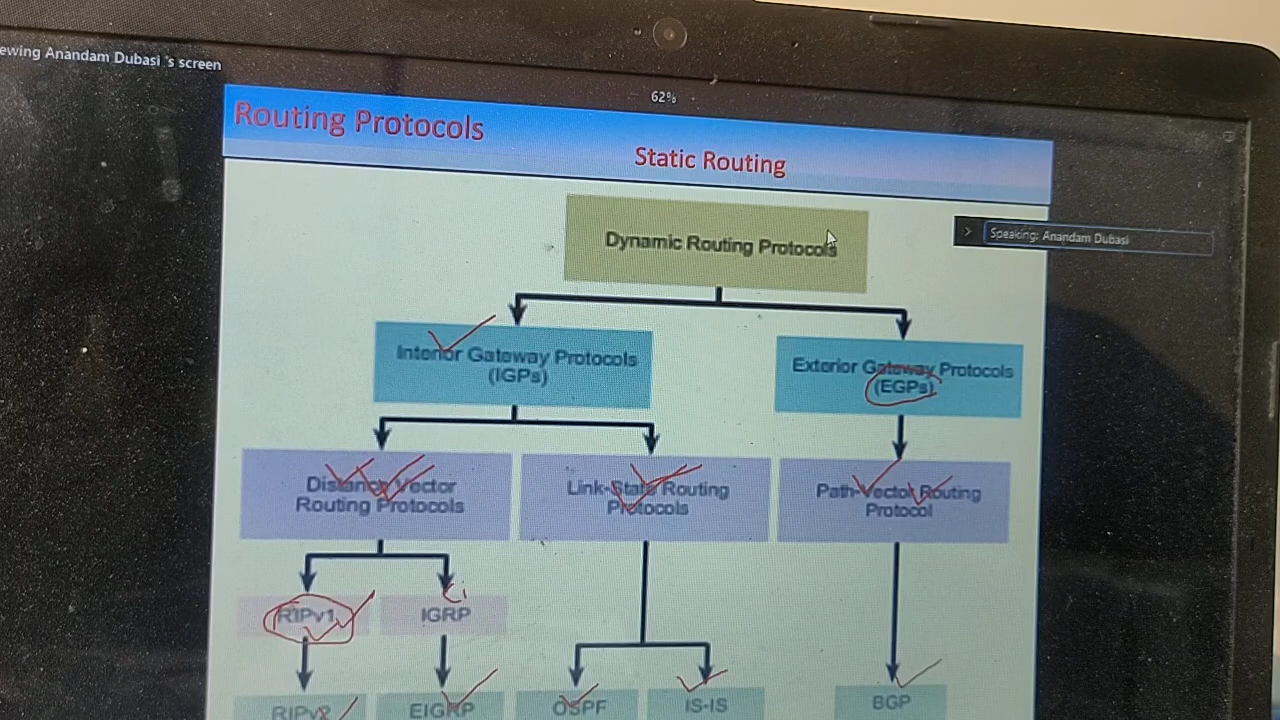 ewing Anandam Dubasi 's screen
62%
Routing Protocols
Static Routing
Dynamic Routing Protocols
Speaking: Anandam Dubasi
Interior Gateway Protocols
(IGPs)
Exterior Gateway Protocols
(EGPs)
Distance Vector
Routing Protocols
Link-State Routing
Protocols
Path-Vector Routing
Protocol
RIPv1
IGRP
RIPv2
EIGRP
OSPF
IS-IS
BGP